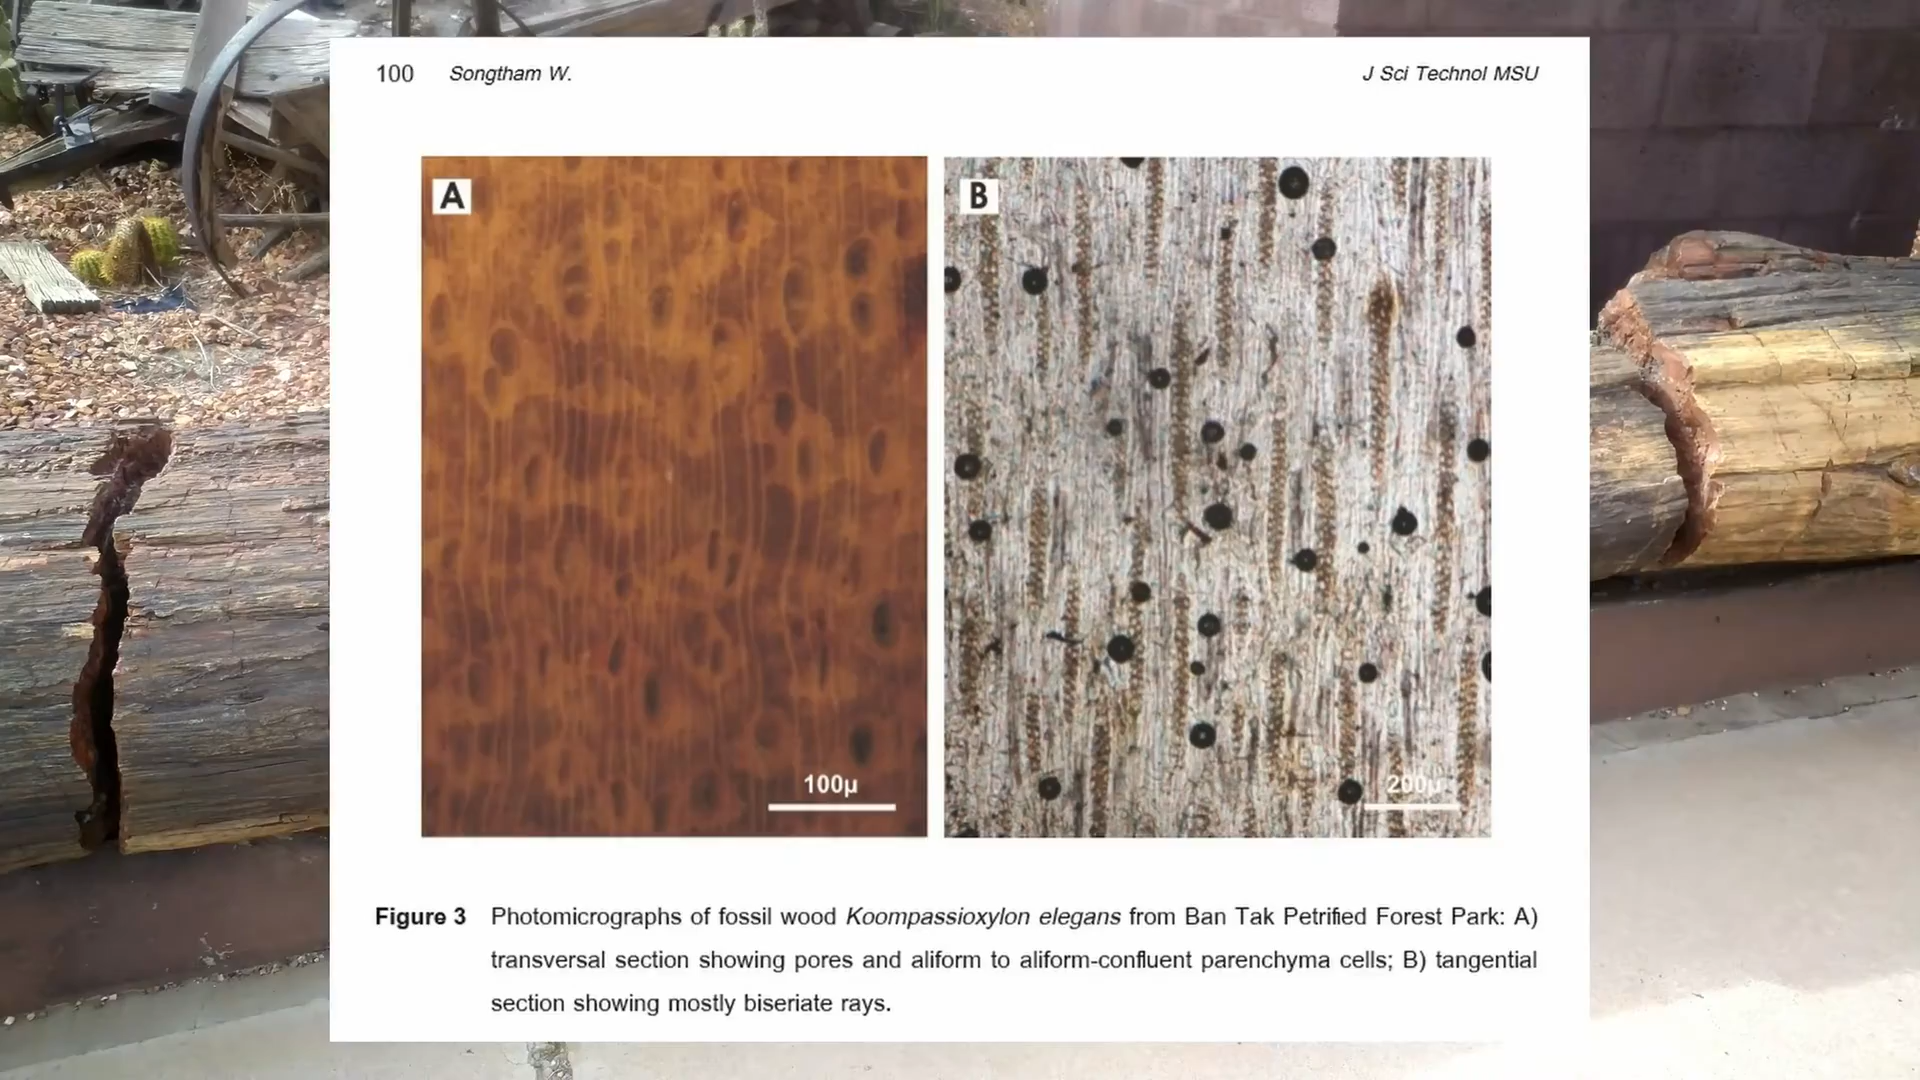 100 Songtham W. J Sci Technol MSU
A B
100µ
200µ
Figure 3 Photomicrographs of fossil wood Koompassioxylon elegans from Ban Tak Petrified Forest Park: A)
transversal section showing pores and aliform to aliform-confluent parenchyma cells; B) tangential
section showing mostly biseriate rays.